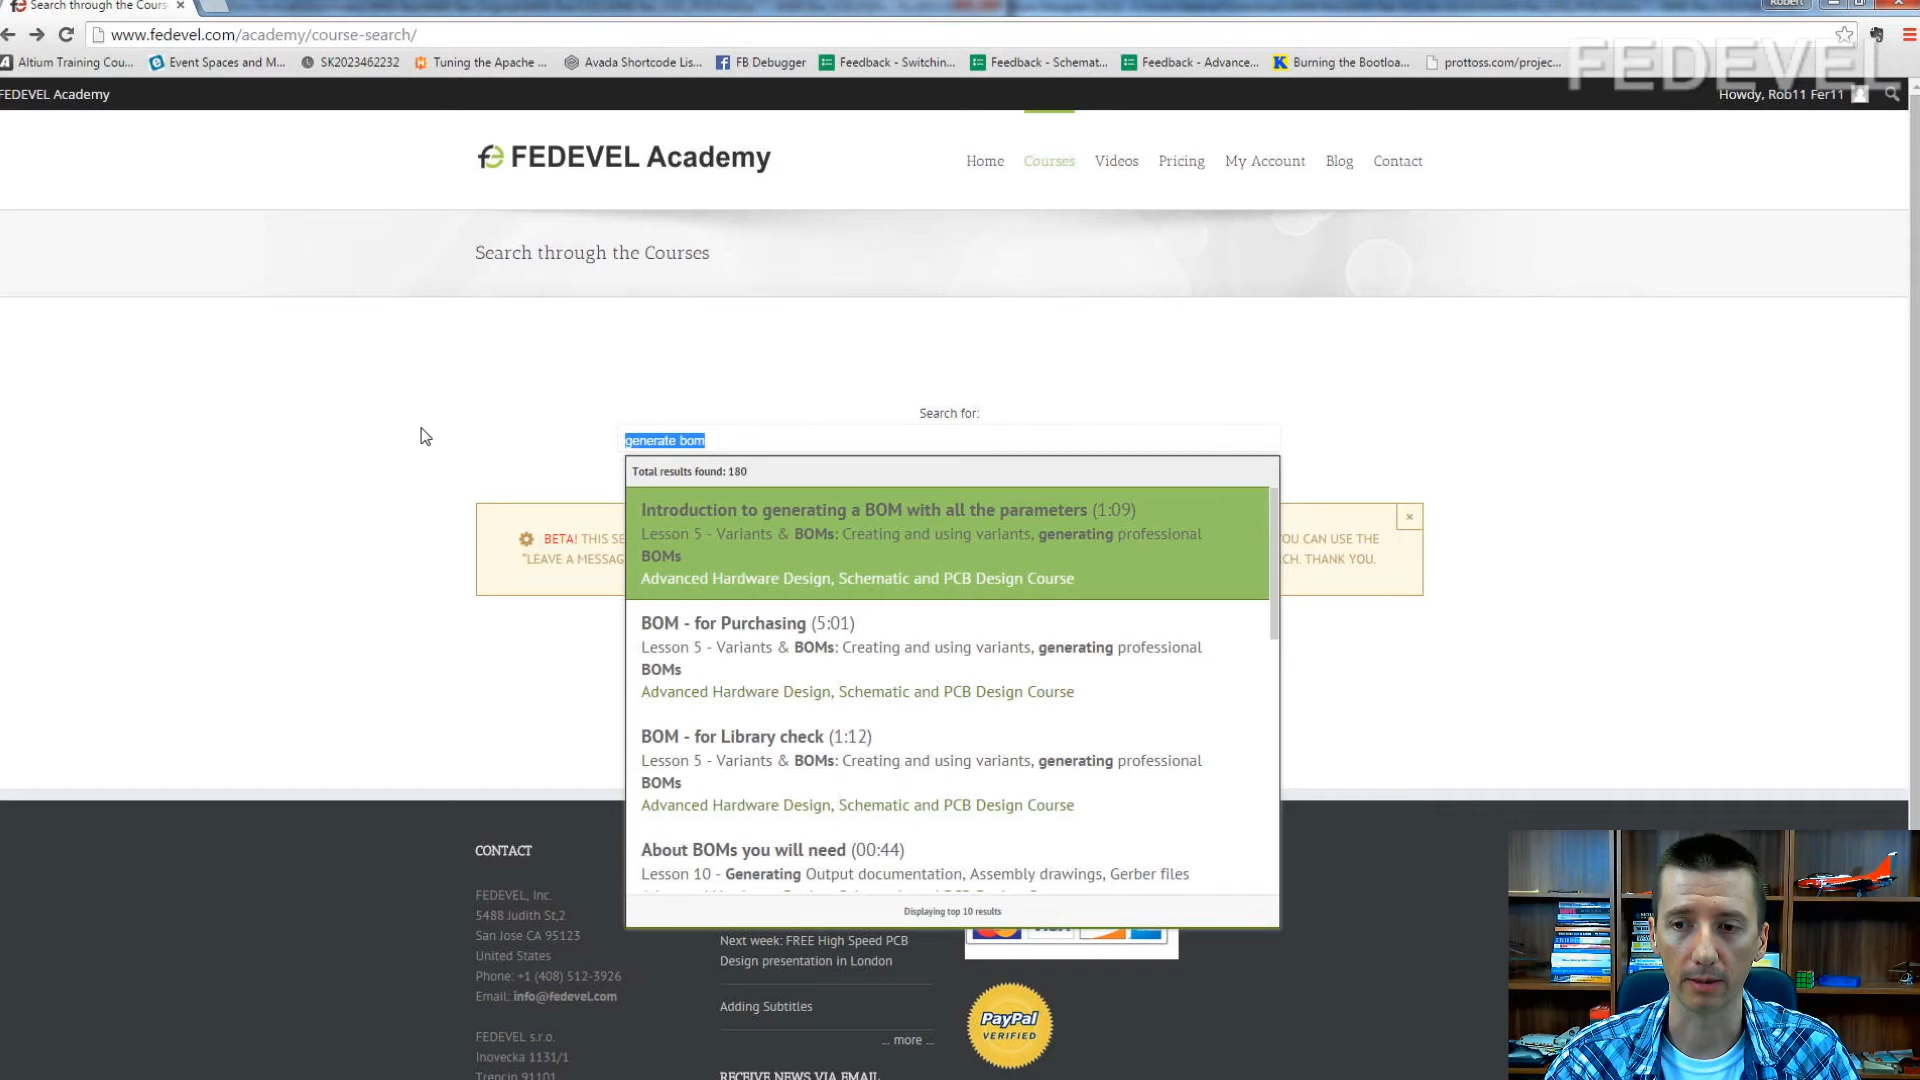 Search through the Cours
Robert
www.fedevel.com/academy/course-search/
Altium Training Cou...
Event Spaces and M...
SK2023462232
Tuning the Apache ...
Avada Shortcode Lis...
FB Debugger
Feedback - Switchin...
Feedback - Schemat...
Feedback - Advance...
Burning the Bootloa...
prottoss.com/projec...
FEDEVEL
FEDEVEL Academy
Howdy, Rob11 Fer11
FEDEVEL Academy
Home
Courses
Videos
Pricing
My Account
Blog
Contact
Search through the Courses
Search for:
generate bom
Total results found: 180
Introduction to generating a BOM with all the parameters (1:09)
Lesson 5 - Variants & BOMs: Creating and using variants, generating professional
BOMs
Advanced Hardware Design, Schematic and PCB Design Course
BETA! THIS SE
"LEAVE A MESSAG
OU CAN USE THE
CH. THANK YOU.
BOM - for Purchasing (5:01)
Lesson 5 - Variants & BOMs: Creating and using variants, generating professional
BOMs
Advanced Hardware Design, Schematic and PCB Design Course
BOM - for Library check (1:12)
Lesson 5 - Variants & BOMs: Creating and using variants, generating professional
BOMs
Advanced Hardware Design, Schematic and PCB Design Course
About BOMs you will need (00:44)
Lesson 10 - Generating Output documentation, Assembly drawings, Gerber files
Displaying top 10 results
CONTACT
FEDEVEL, Inc.
5488 Judith St,2
San Jose CA 95123
United States
Phone: +1 (408) 512-3926
Email: info@fedevel.com
FEDEVEL s.r.o.
Inovecka 1131/1
Trencin 91101
Next week: FREE High Speed PCB
Design presentation in London
Adding Subtitles
... more ...
RECEIVE NEWS VIA EMAIL
PayPal
VERIFIED